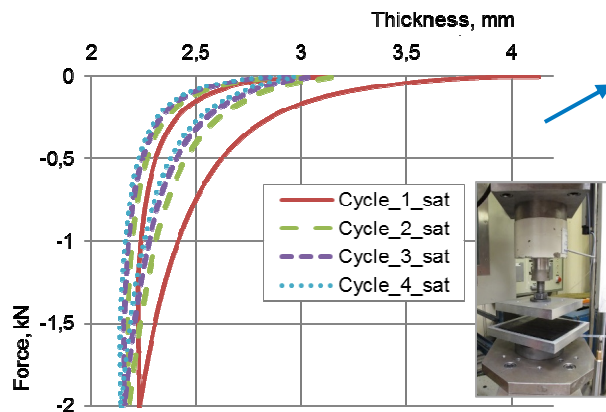 Thickness, mm
2 2,5 3 3,5 4
0
-0,5
-1
-1,5
-2
Force, kN
Cycle_1_sat
Cycle_2_sat
Cycle_3_sat
Cycle_4_sat